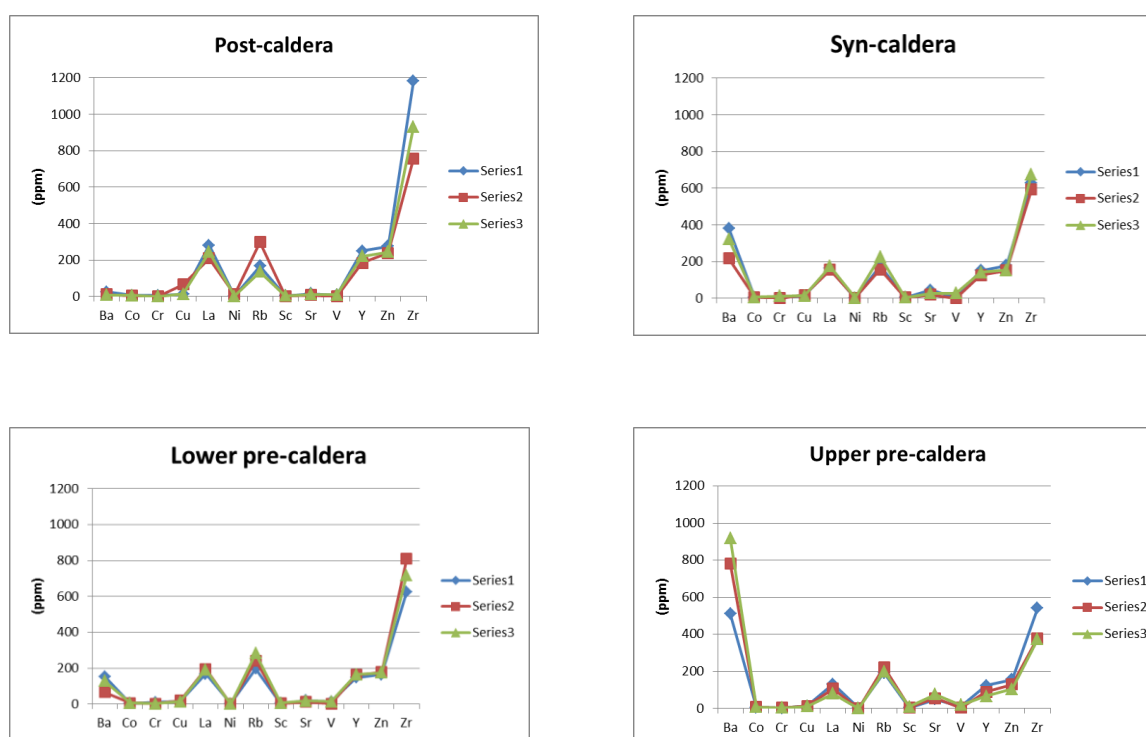 Post-caldera
1200
1000
800
600
400
200
0
(ppm)
Ba Co Cr Cu La Ni Rb Sc Sr V Y Zn Zr
Series1
Series2
Series3
Syn-caldera
1200
1000
800
600
400
200
0
(ppm)
Ba Co Cr Cu La Ni Rb Sc Sr V Y Zn Zr
Series1
Series2
Series3
Lower pre-caldera
1200
1000
800
600
400
200
0
(ppm)
Ba Co Cr Cu La Ni Rb Sc Sr V Y Zn Zr
Series1
Series2
Series3
Upper pre-caldera
1200
1000
800
600
400
200
0
(ppm)
Ba Co Cr Cu La Ni Rb Sc Sr V Y Zn Zr
Series1
Series2
Series3